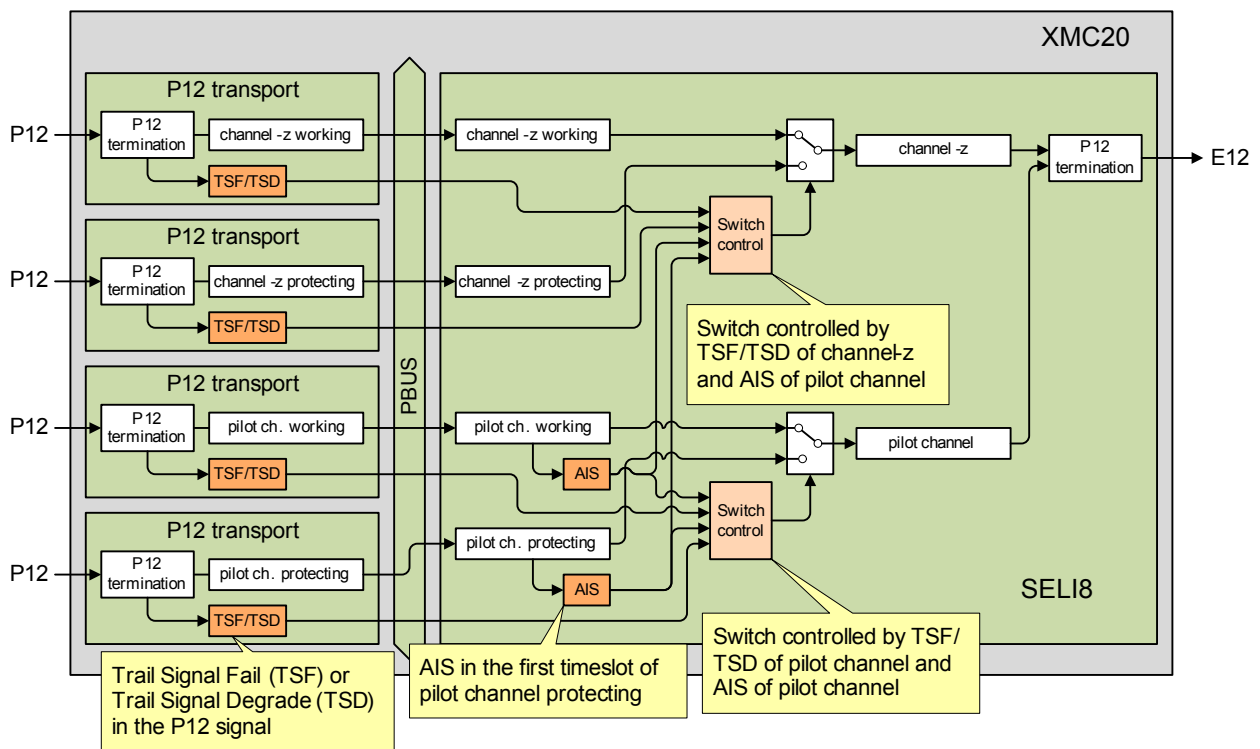 XMC20
P12 transport
P12
P12
termination
channel -z working
TSF/TSD
P12 transport
P12
P12
termination
channel -z protecting
TSF/TSD
P12 transport
P12
P12
termination
pilot ch. working
TSF/TSD
P12 transport
P12
P12
termination
pilot ch. protecting
TSF/TSD
Trail Signal Fail (TSF) or
Trail Signal Degrade (TSD)
in the P12 signal
PBUS
channel -z working
channel -z protecting
pilot ch. working
AIS
pilot ch. protecting
AIS
AIS in the first timeslot of
pilot channel protecting
Switch
control
Switch controlled by
TSF/TSD of channel-z
and AIS of pilot channel
Switch
control
Switch controlled by TSF/
TSD of pilot channel and
AIS of pilot channel
channel -z
pilot channel
P12
termination
E12
SELI8